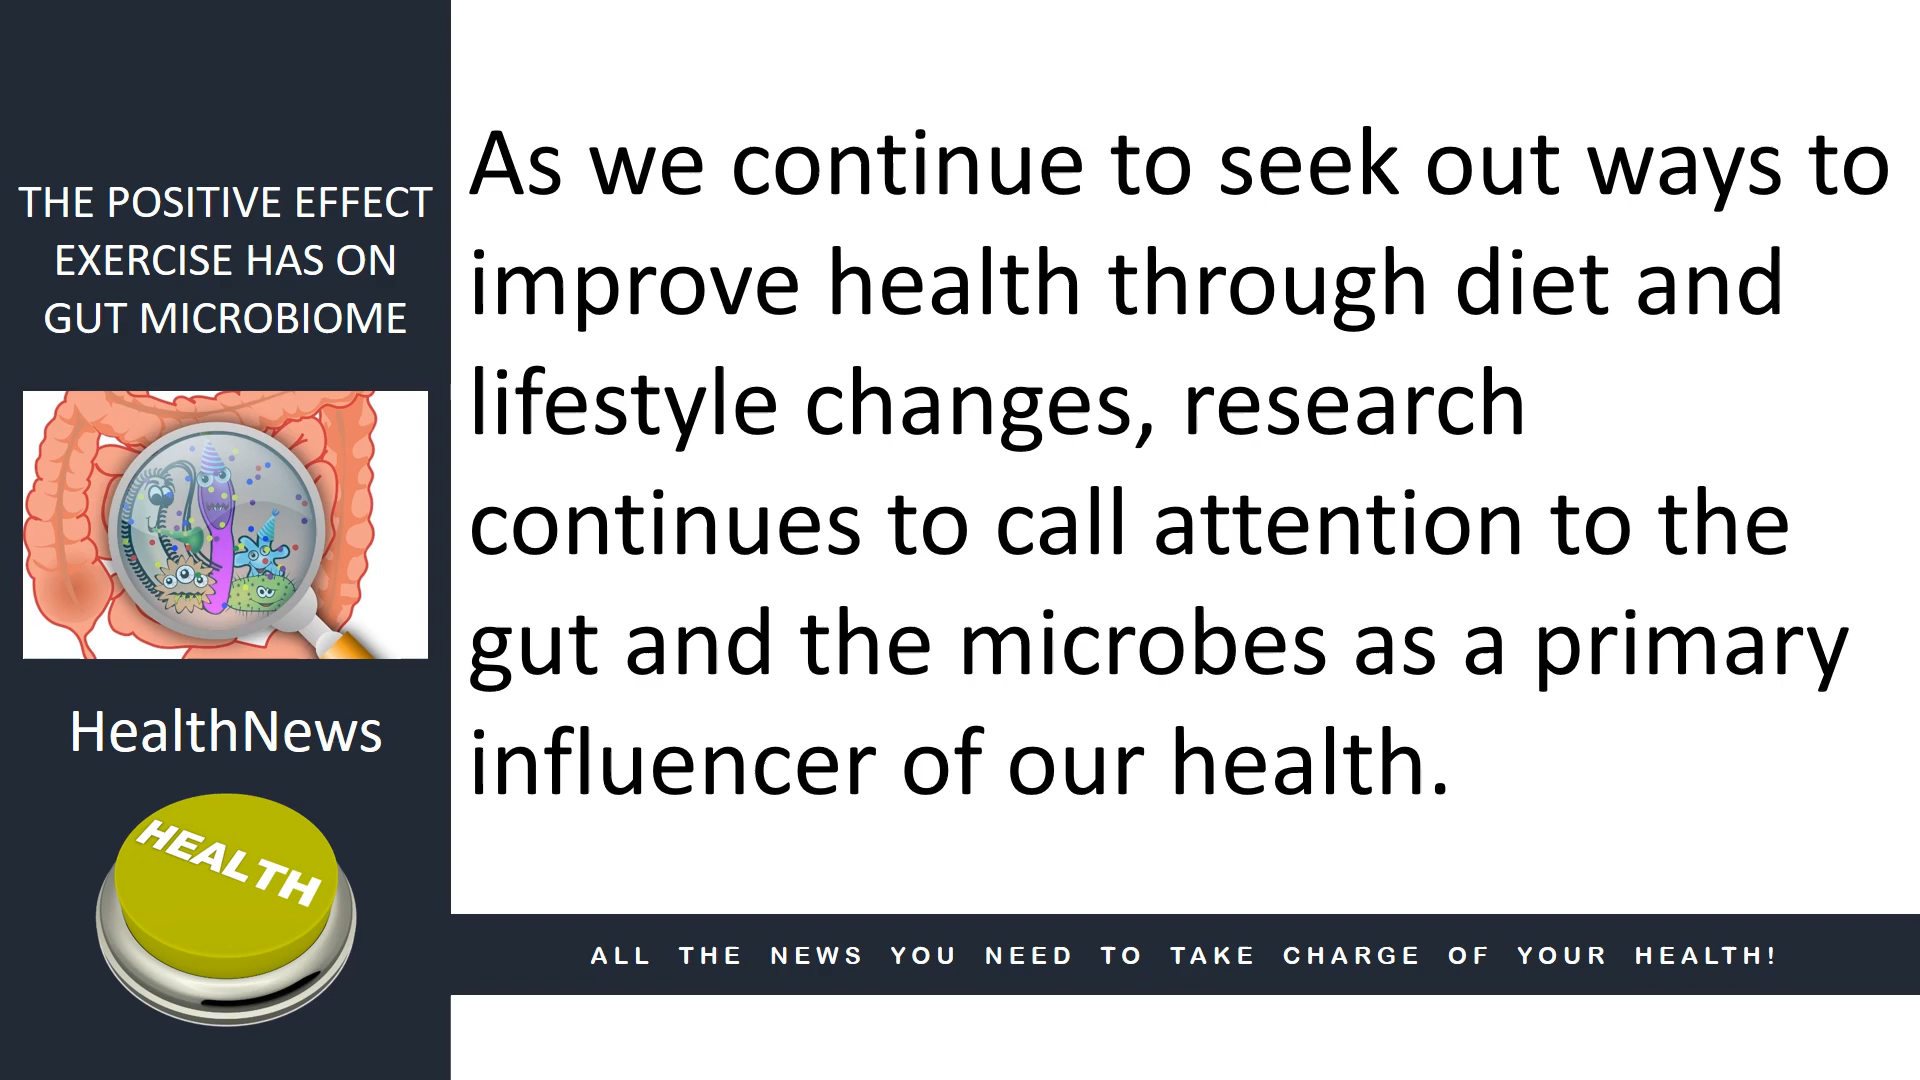 THE POSITIVE EFFECT
EXERCISE HAS ON
GUT MICROBIOME
HealthNews
HEALTH
As we continue to seek out ways to
improve health through diet and
lifestyle changes, research
continues to call attention to the
gut and the microbes as a primary
influencer of our health.
ALL THE NEWS YOU NEED TO TAKE CHARGE OF YOUR HEALTH!